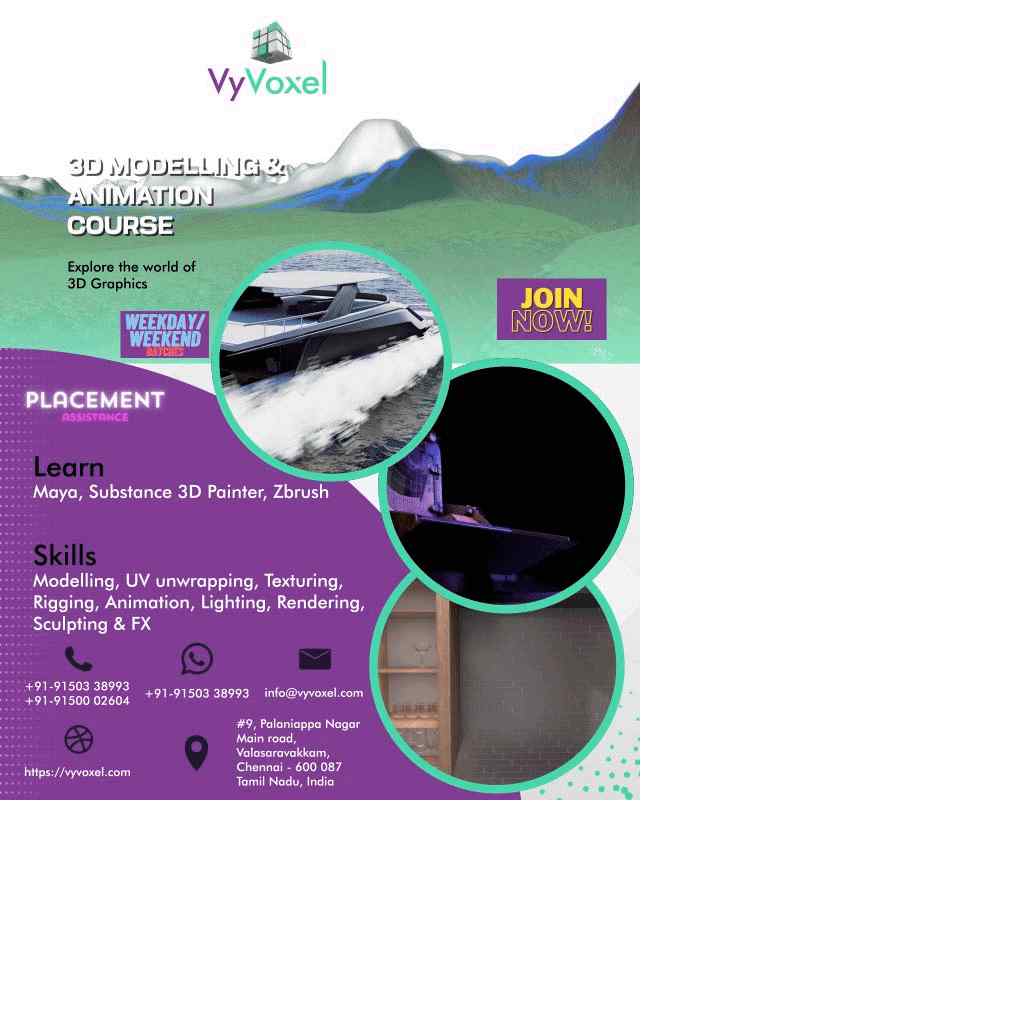 VyVoxel
3D MODELLING &
ANIMATION
COURSE
Explore the world of
3D Graphics
WEEKDAY/
WEEKEND
BATCHES
JOIN
NOW!
PLACEMENT
ASSISTANCE
Learn
Maya, Substance 3D Painter, Zbrush
Skills
Modelling, UV unwrapping, Texturing,
Rigging, Animation, Lighting, Rendering,
Sculpting & FX
+91-91503 38993
+91-91500 02604
+91-91503 38993
info@vyvoxel.com
https://vyvoxel.com
#9, Palaniappa Nagar
Main road,
Valasaravakkam,
Chennai - 600 087
Tamil Nadu, India